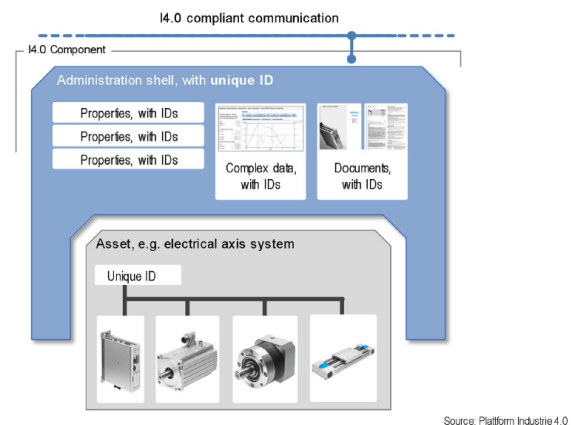 I4.0 compliant communication
I4.0 Component
Administration shell, with unique ID
Properties, with IDs
Properties, with IDs
Properties, with IDs
Complex data,
with IDs
Documents,
with IDs
Asset, e.g. electrical axis system
Unique ID
Source: Plattform Industrie 4.0